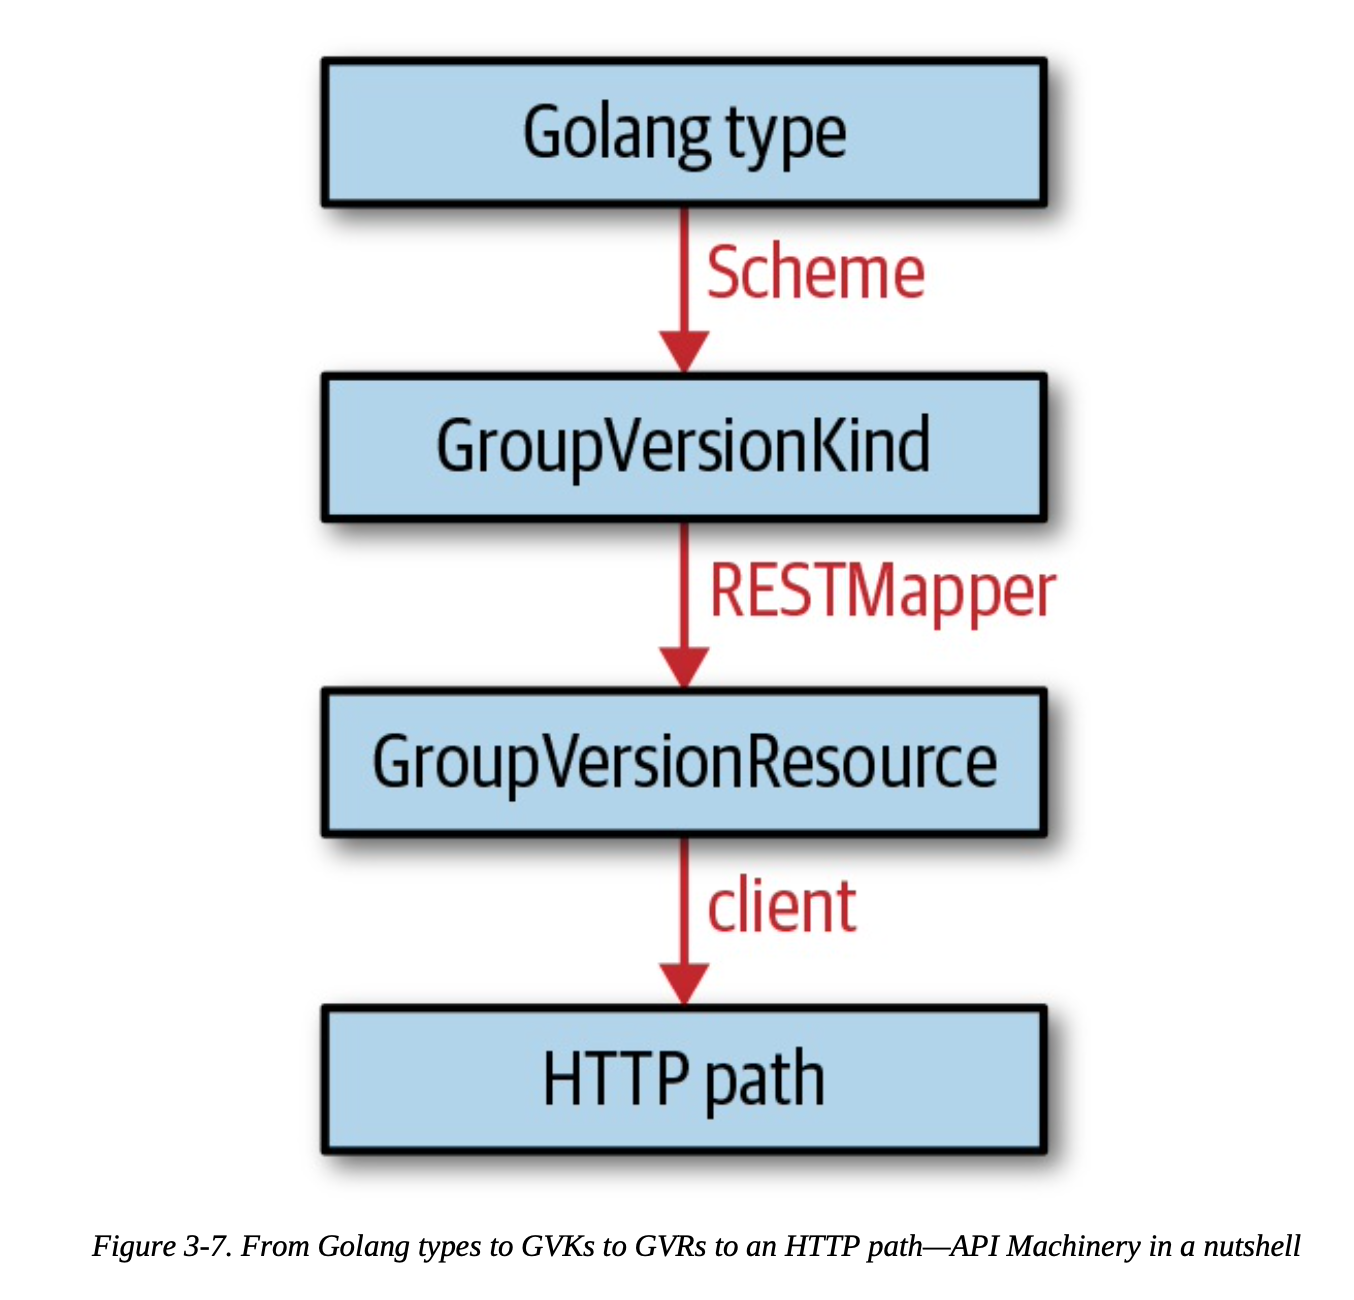 Golang type
Scheme
GroupVersionKind
RESTMapper
GroupVersionResource
client
HTTP path
Figure 3-7. From Golang types to GVKs to GVRs to an HTTP path—API Machinery in a nutshell